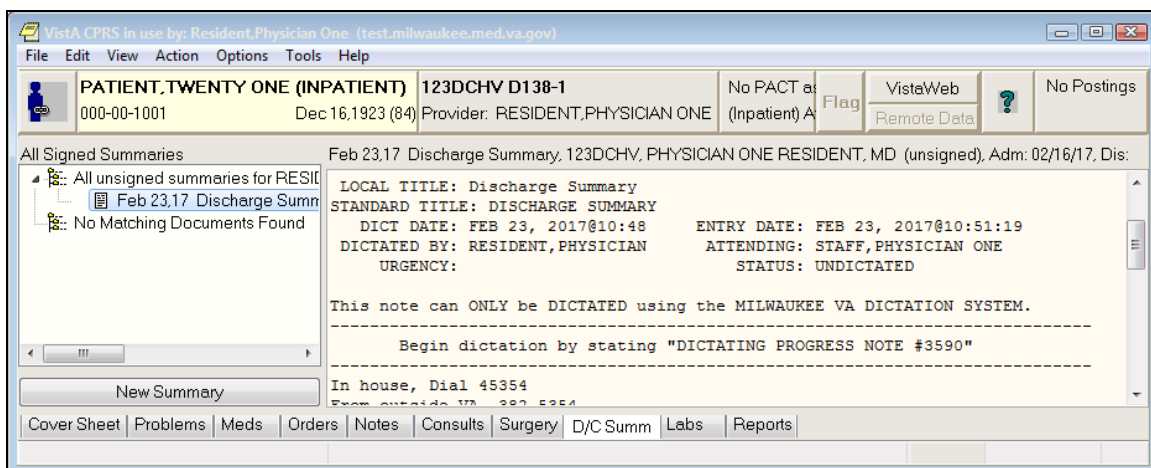 VistA CPRS in use by: Resident,Physician One (test.milwaukee.med.va.gov)
File Edit View Action Options Tools Help
PATIENT,TWENTY ONE (INPATIENT) 123DCHV D138-1 No PACT as Flag VistaWeb ? No Postings
000-00-1001 Dec 16,1923 (84) Provider: RESIDENT,PHYSICIAN ONE (Inpatient) A Remote Data
All Signed Summaries Feb 23,17 Discharge Summary, 123DCHV, PHYSICIAN ONE RESIDENT, MD (unsigned), Adm: 02/16/17, Dis:
All unsigned summaries for RESID
Feb 23,17 Discharge Summ
No Matching Documents Found
LOCAL TITLE: Discharge Summary
STANDARD TITLE: DISCHARGE SUMMARY
DICT DATE: FEB 23, 2017@10:48 ENTRY DATE: FEB 23, 2017@10:51:19
DICTATED BY: RESIDENT,PHYSICIAN ATTENDING: STAFF,PHYSICIAN ONE
URGENCY: STATUS: UNDICTATED
This note can ONLY be DICTATED using the MILWAUKEE VA DICTATION SYSTEM.
Begin dictation by stating "DICTATING PROGRESS NOTE #3590"
In house, Dial 45354
From outside VA, 382-5354
New Summary
Cover Sheet Problems Meds Orders Notes Consults Surgery D/C Summ Labs Reports